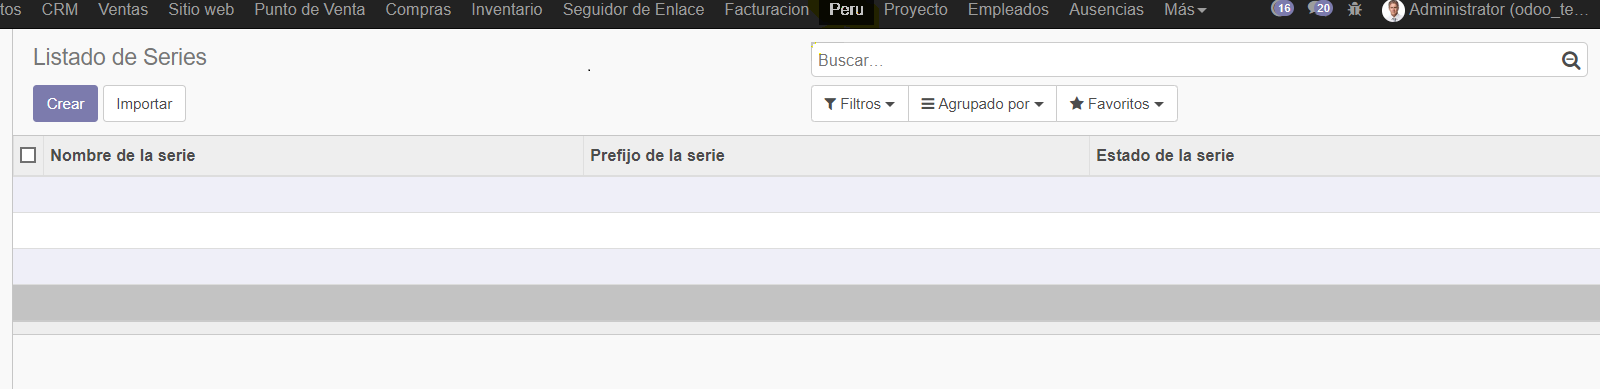 tos CRM Ventas Sitio web Punto de Venta Compras Inventario Seguidor de Enlace Facturacion Peru Proyecto Empleados Ausencias Más 16 20 Administrator (odoo_te...
Listado de Series
Buscar...
Crear Importar
Filtros Agrupado por Favoritos
Nombre de la serie Prefijo de la serie Estado de la serie